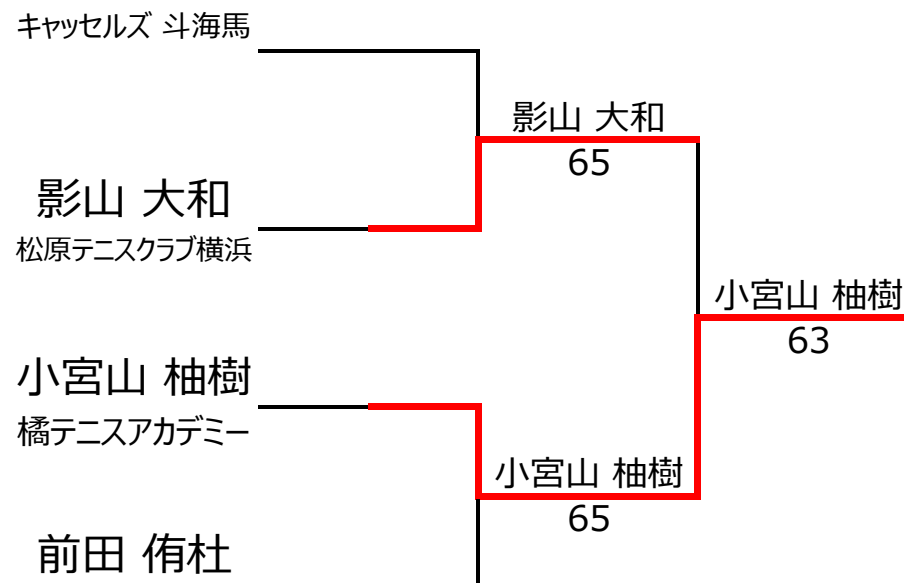 キャッセルズ 斗海馬
影山 大和
65
影山 大和
松原テニスクラブ横浜
小宮山 柚樹
63
小宮山 柚樹
橘テニスアカデミー
小宮山 柚樹
65
前田 侑杜